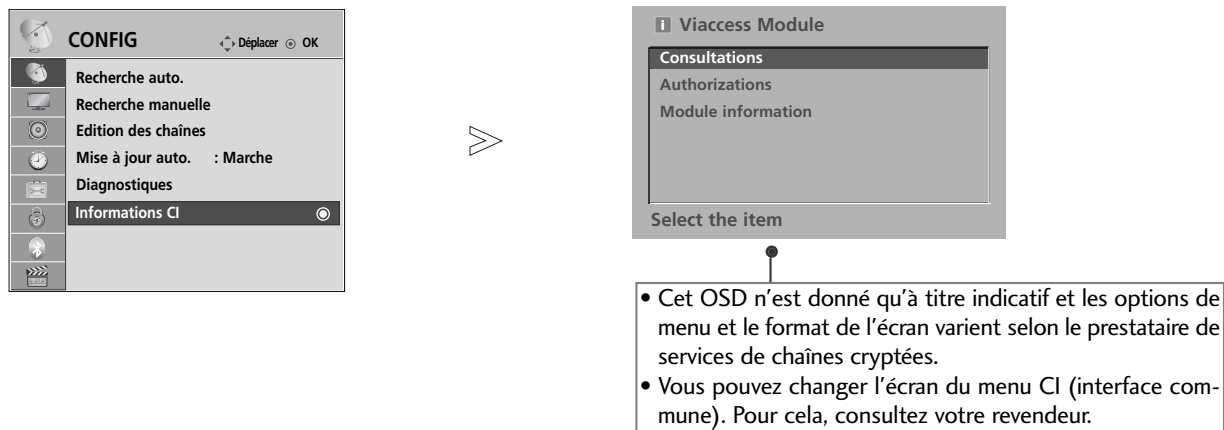 CONFIG
Déplacer OK
Recherche auto.
Recherche manuelle
Edition des chaînes
Mise à jour auto. : Marche
Diagnostiques
Informations CI
i Viaccess Module
Consultations
Authorizations
Module information
Select the item
• Cet OSD n’est donné qu’à titre indicatif et les options de
menu et le format de l’écran varient selon le prestataire de
services de chaînes cryptées.
• Vous pouvez changer l’écran du menu CI (interface com-
mune). Pour cela, consultez votre revendeur.